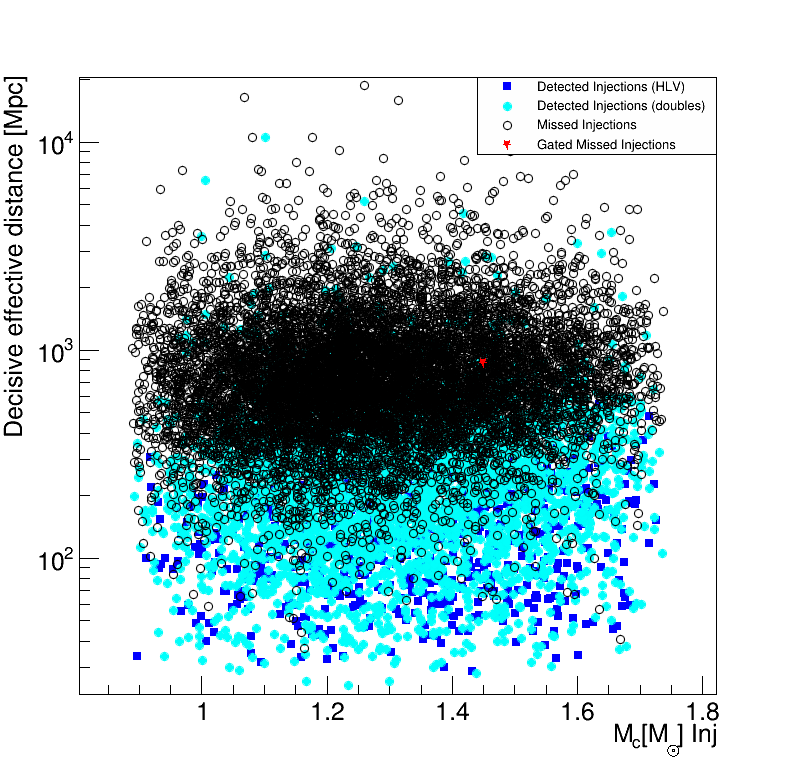 Decisive effective distance [Mpc]
10⁴
10³
10²
Detected Injections (HLV)
Detected Injections (doubles)
Missed Injections
Gated Missed Injections
1 1.2 1.4 1.6 1.8
M_c[M_⊙] Inj